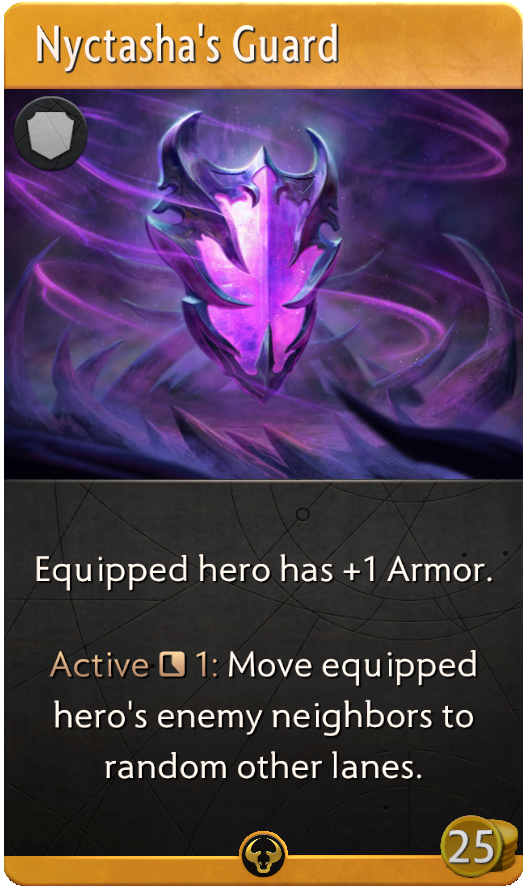 Nyctasha's Guard
Equipped hero has +1 Armor.
Active 1: Move equipped
hero's enemy neighbors to
random other lanes.
25